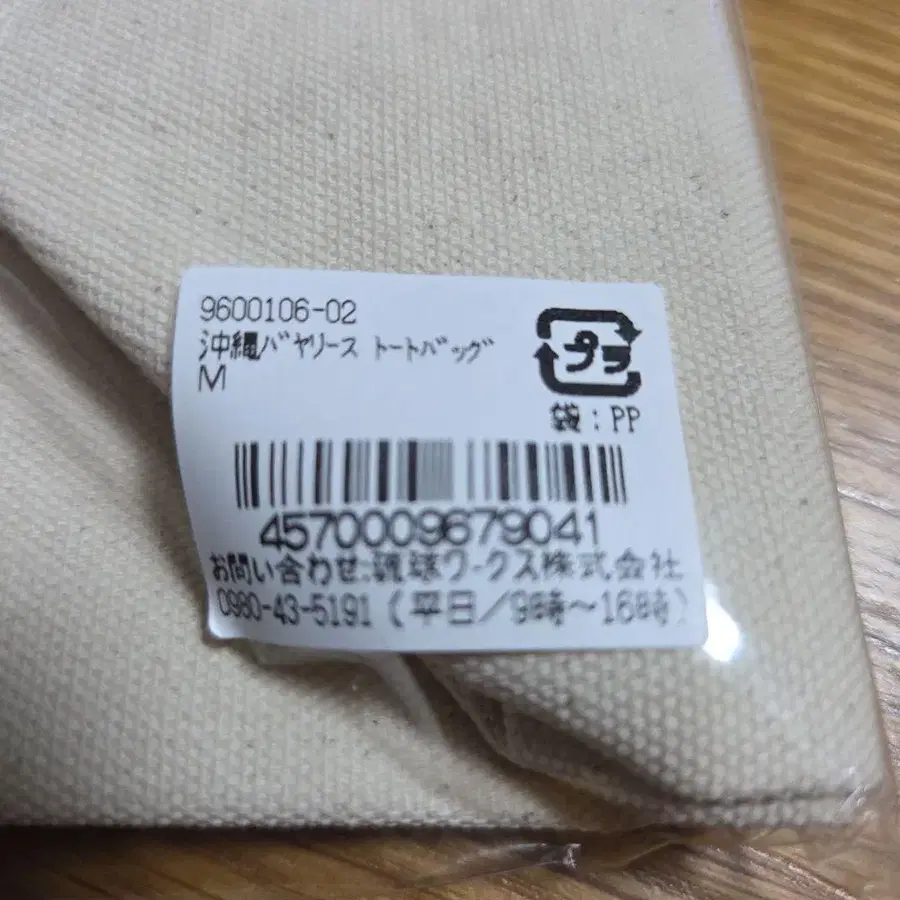 9600106-02
沖縄バヤリース トートバッグ
M
プラ
袋:PP
4570009679041
お問い合わせ:琉球ワークス株式会社
0980-43-5191(平日/9時~16時)